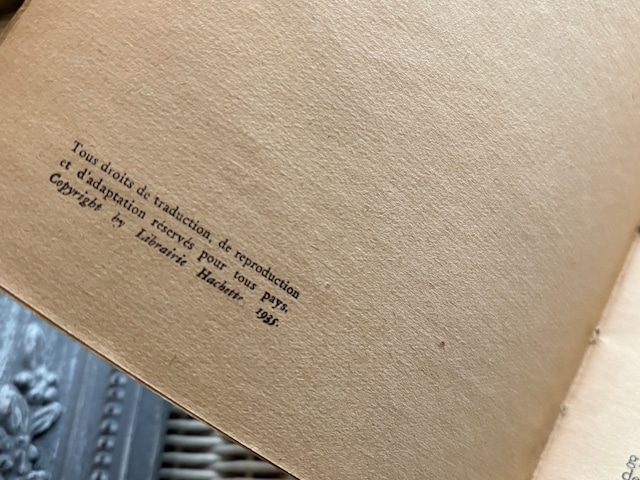 Tous droits de traduction, de reproduction
et d'adaptation réservés pour tous pays.
Copyright by Librairie Hachette. 1935.